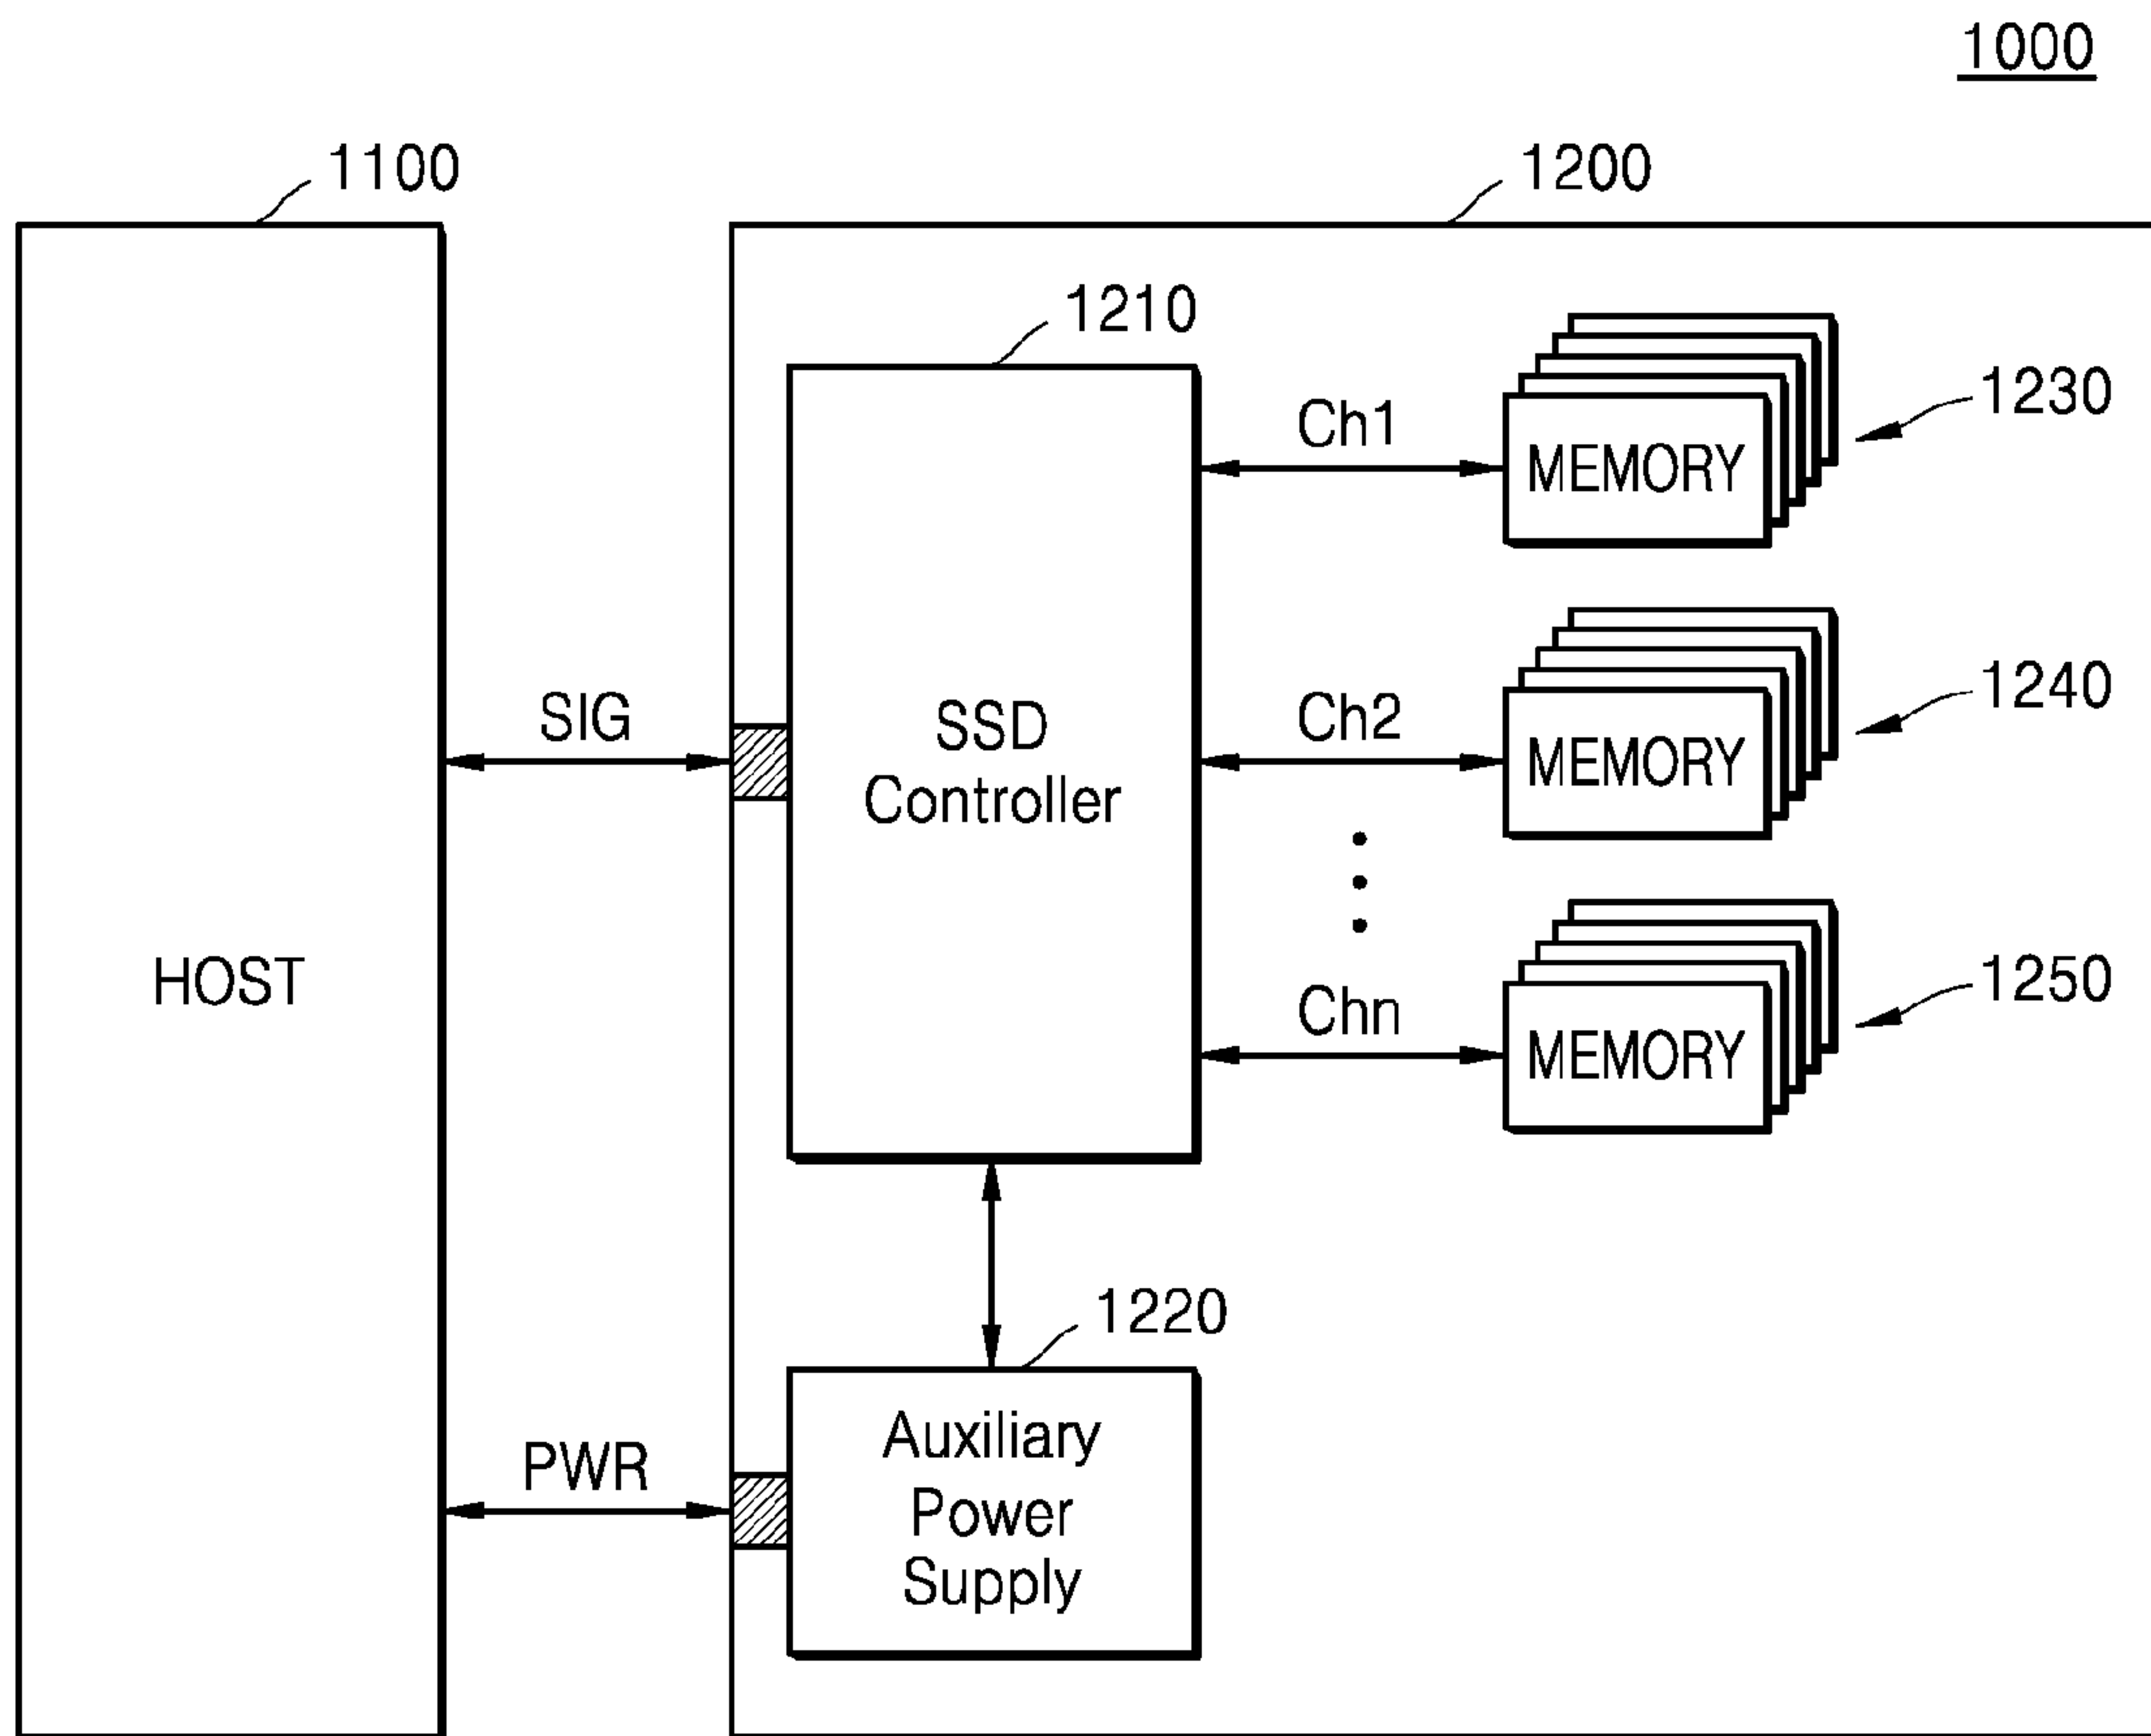 1000
1100
1200
1210
1230
Ch1
MEMORY
1240
SIG
SSD
Controller
Ch2
MEMORY
HOST
1250
Chn
MEMORY
1220
PWR
Auxiliary
Power
Supply